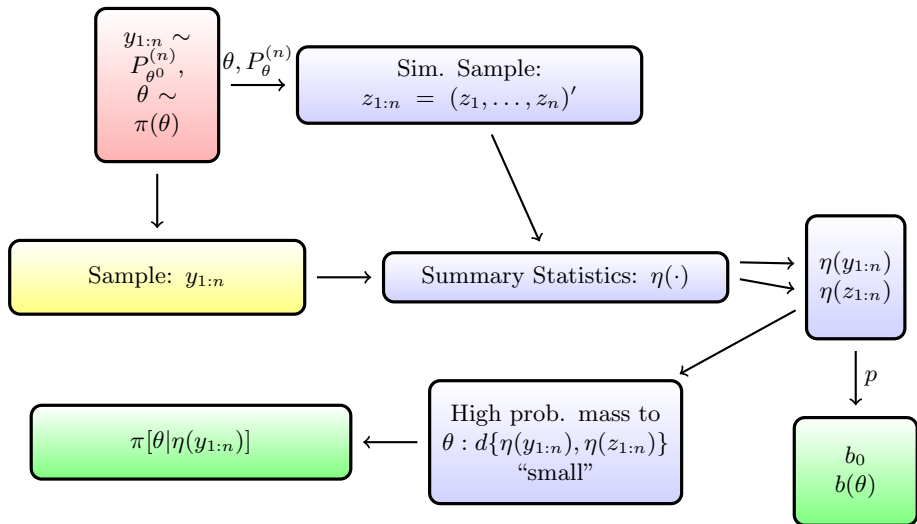 y_{1:n} ∼
P_{θ^0}^{(n)},
θ ∼
π(θ)
θ, P_θ^{(n)}
Sim. Sample:
z_{1:n} = (z_1, . . . , z_n)′
Sample: y_{1:n}
Summary Statistics: η(·)
η(y_{1:n})
η(z_{1:n})
p
π[θ|η(y_{1:n})]
High prob. mass to
θ : d{η(y_{1:n}), η(z_{1:n})}
“small”
b_0
b(θ)